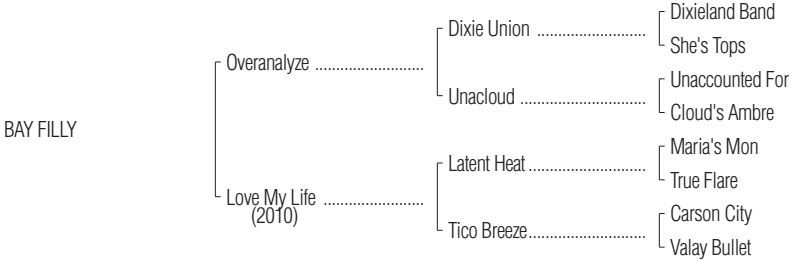 Dixieland Band
Dixie Union ..........................
She's Tops
Overanalyze ..........................
Unaccounted For
Unacloud ..............................
Cloud's Ambre
BAY FILLY
Maria's Mon
Latent Heat............................
True Flare
Love My Life ........................
(2010)
Carson City
Tico Breeze............................
Valay Bullet